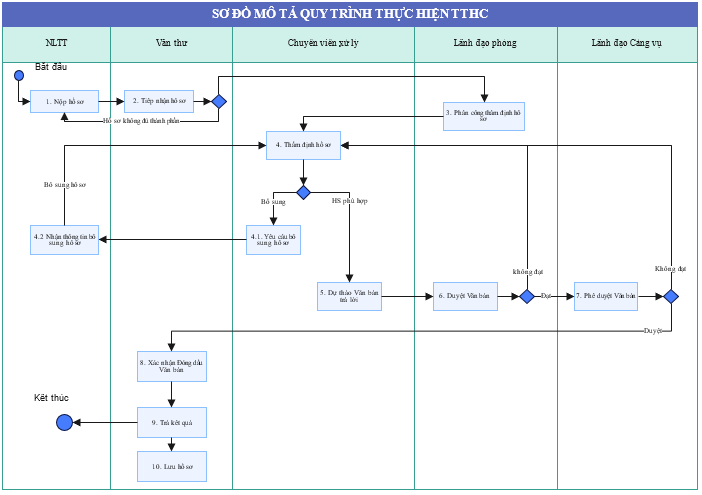 SƠ ĐỒ MÔ TẢ QUY TRÌNH THỰC HIỆN TTHC
NLTT
Văn thư
Chuyên viên xử lý
Lãnh đạo phòng
Lãnh đạo Cảng vụ
Bắt đầu
1. Nộp hồ sơ
2. Tiếp nhận hồ sơ
Hồ sơ không đủ thành phần
3. Phân công thẩm định hồ
sơ
4. Thẩm định hồ sơ
Bổ sung hồ sơ
Bổ sung
HS phù hợp
4.2 Nhận thông tin bổ
sung hồ sơ
4.1. Yêu cầu bổ
sung hồ sơ
không đạt
Không đạt
5. Dự thảo Văn bản
trả lời
6. Duyệt Văn bản
Đạt
7. Phê duyệt Văn bản
Duyệt
8. Xác nhận Đóng dấu
Văn bản
Kết thúc
9. Trả kết quả
10. Lưu hồ sơ